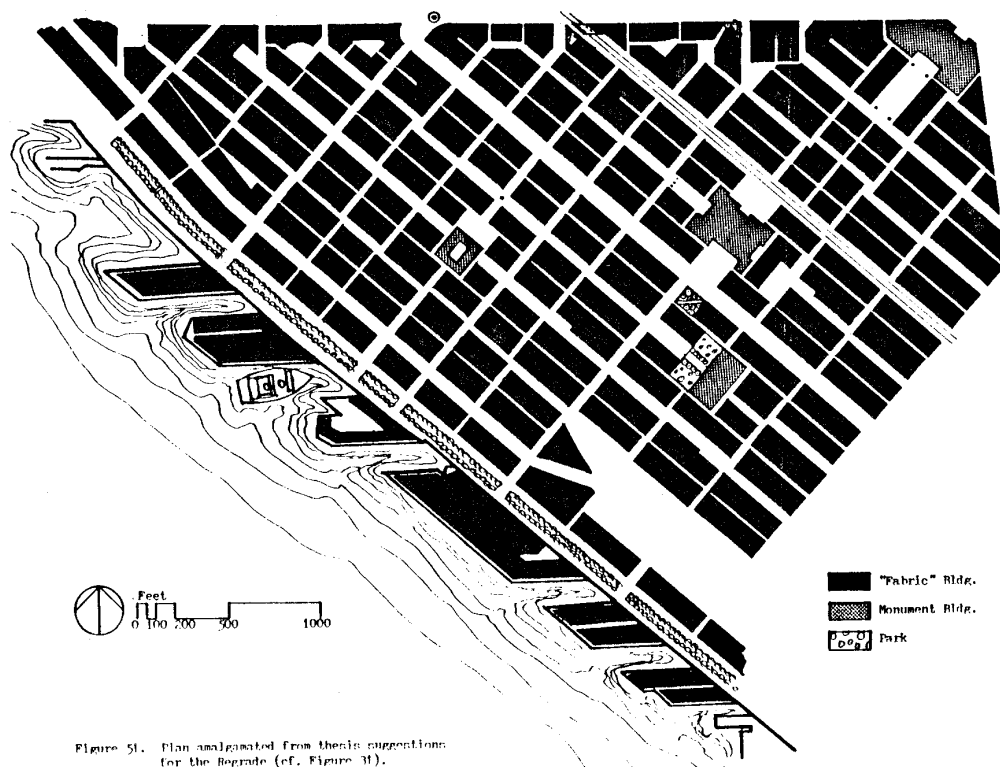 Feet
0 100 200 500 1000
"Fabric" Bldg.
Monument Bldg.
Park
Figure 51. Plan amalgamated from thesis suggestions
for the Regrade (cf. Figure 31).